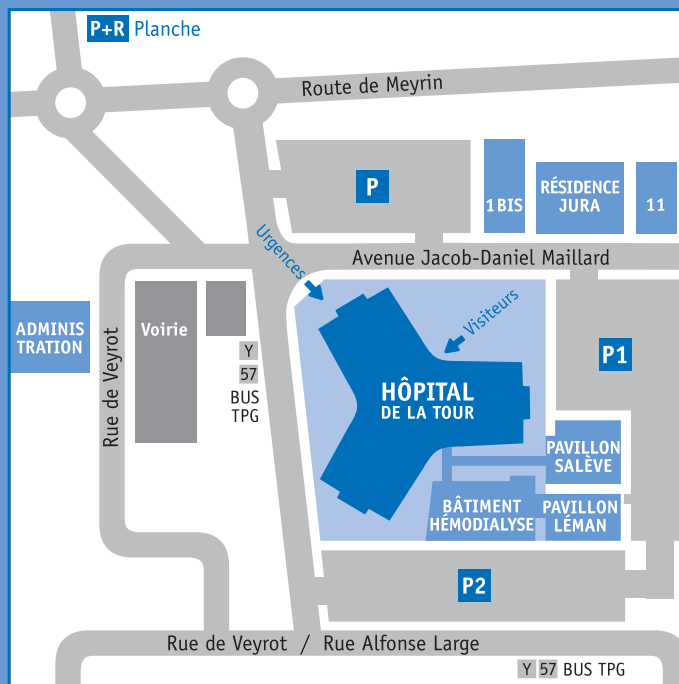 P+R Planche
Route de Meyrin
P
1 BIS
RÉSIDENCE
JURA
11
Urgences
Avenue Jacob-Daniel Maillard
Visiteurs
ADMINIS
TRATION
Voirie
Rue de Veyrot
Y
57
BUS
TPG
P1
HÔPITAL
DE LA TOUR
PAVILLON
SALÈVE
BÂTIMENT
HÉMODIALYSE
PAVILLON
LÉMAN
P2
Rue de Veyrot / Rue Alfonse Large
Y 57 BUS TPG